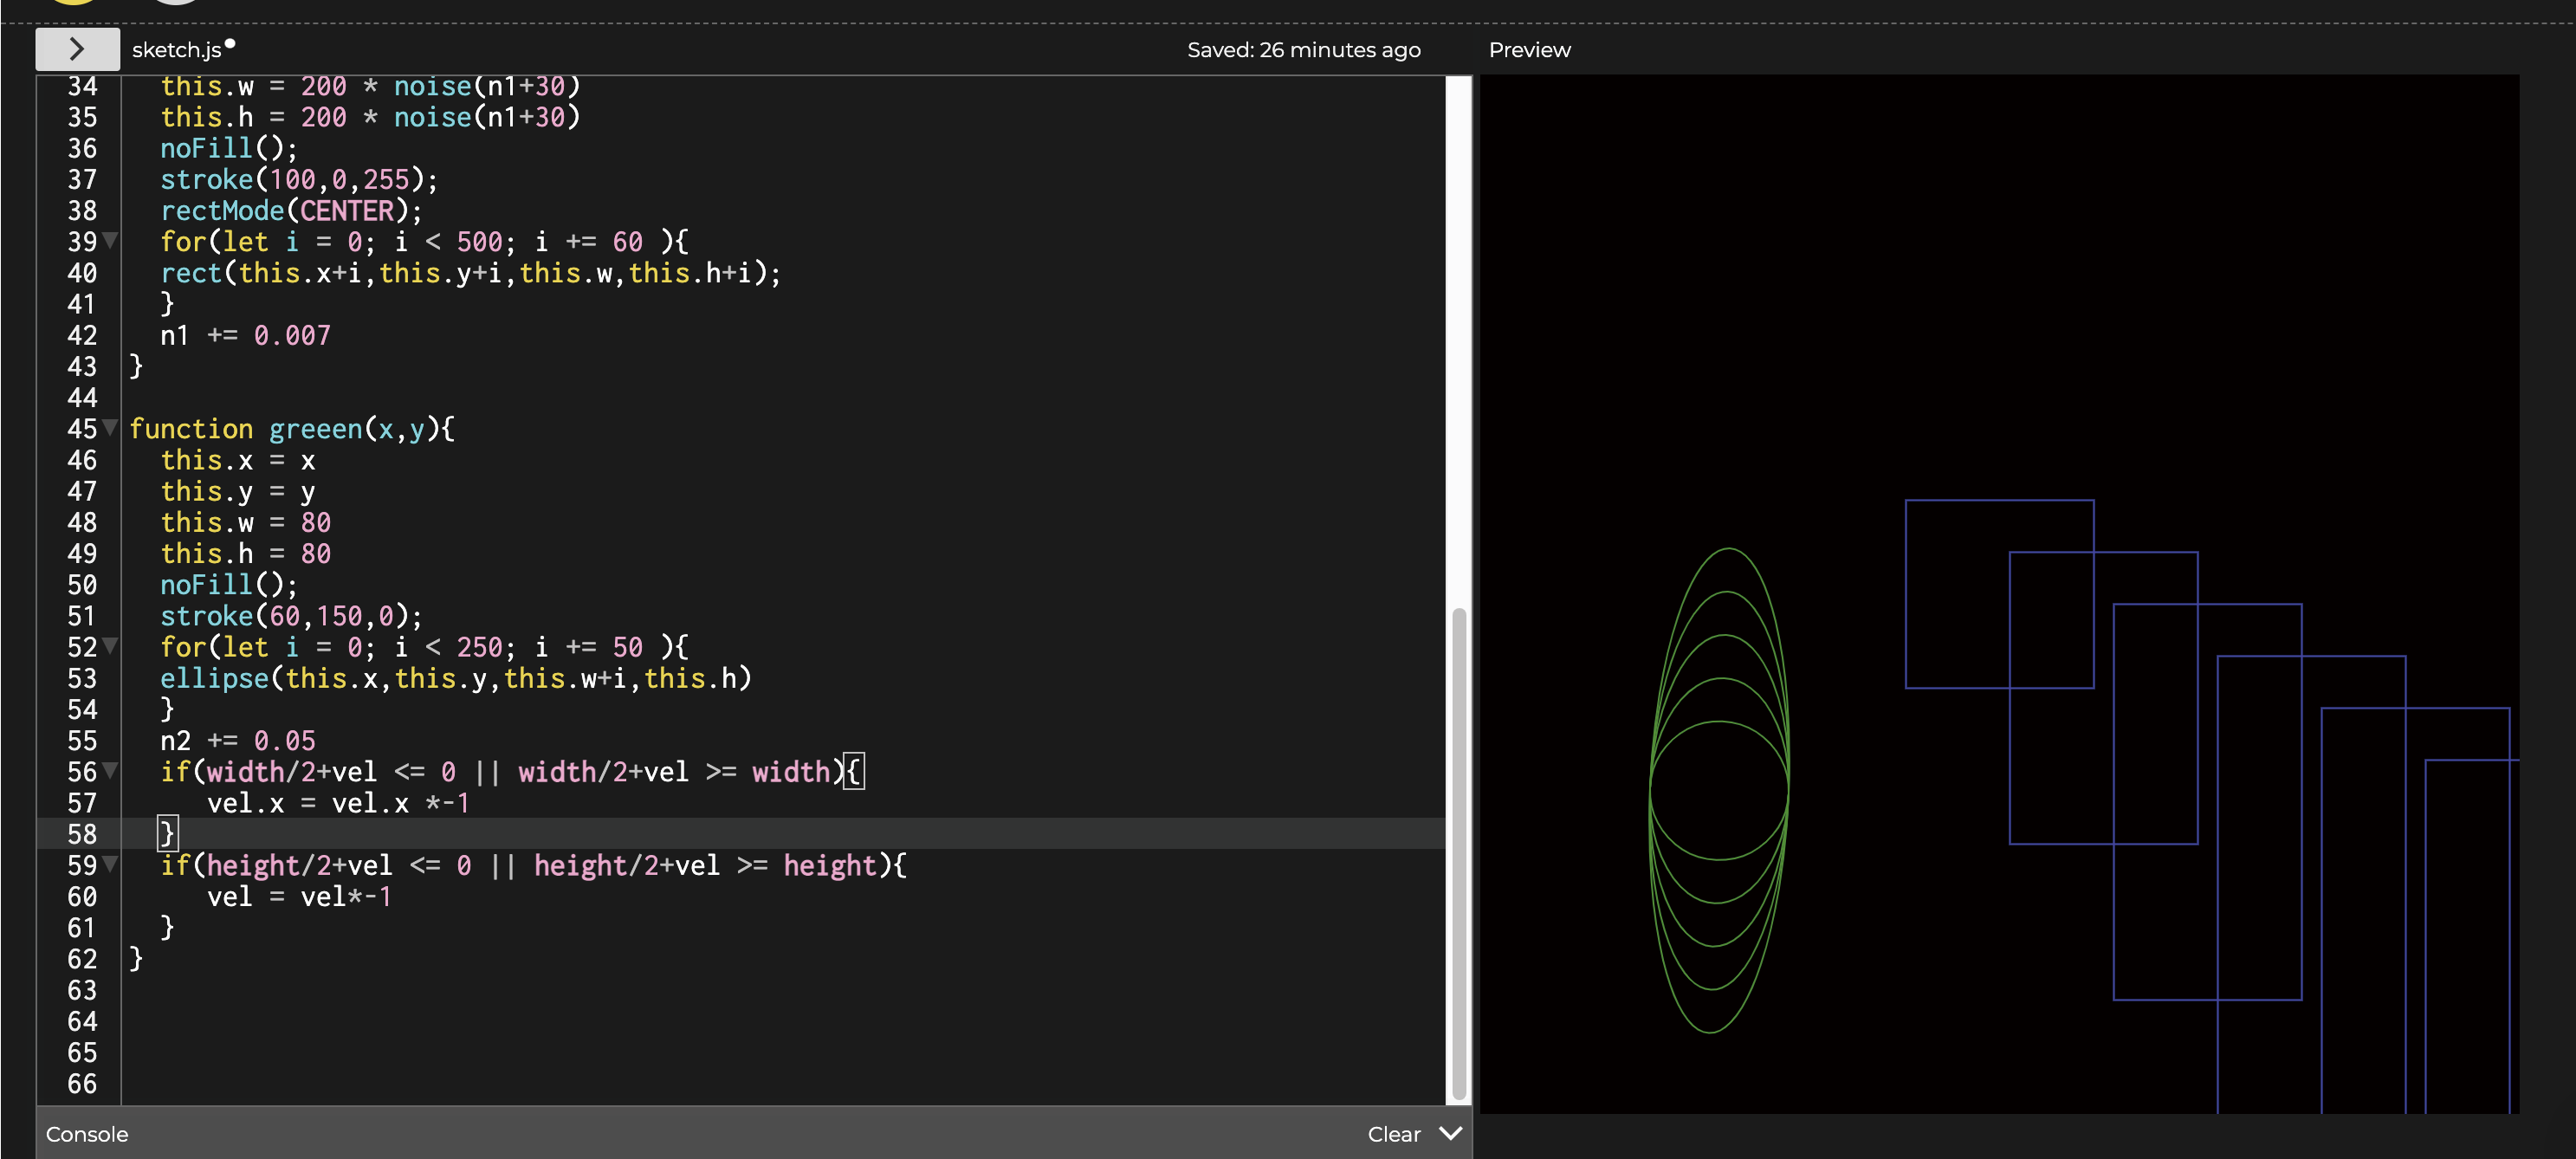 sketch.js Saved: 26 minutes ago Preview
34 this.w = 200 * noise(n1+30)
35 this.h = 200 * noise(n1+30)
36 noFill();
37 stroke(100,0,255);
38 rectMode(CENTER);
39 for(let i = 0; i < 500; i += 60 ){
40 rect(this.x+i,this.y+i,this.w,this.h+i);
41 }
42 n1 += 0.007
43 }
44
45 function greeen(x,y){
46 this.x = x
47 this.y = y
48 this.w = 80
49 this.h = 80
50 noFill();
51 stroke(60,150,0);
52 for(let i = 0; i < 250; i += 50 ){
53 ellipse(this.x,this.y,this.w+i,this.h)
54 }
55 n2 += 0.05
56 if(width/2+vel <= 0 || width/2+vel >= width){
57 vel.x = vel.x *-1
58 }
59 if(height/2+vel <= 0 || height/2+vel >= height){
60 vel = vel*-1
61 }
62 }
63
64
65
66
Console Clear